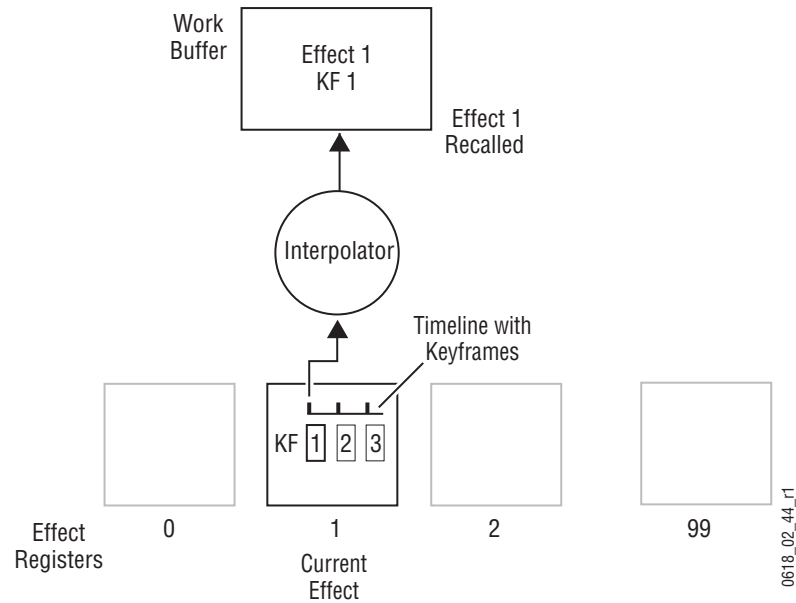 Work
Buffer
Effect 1
KF 1
Effect 1
Recalled
Interpolator
Timeline with
Keyframes
KF 1 2 3
Effect
Registers
0
1
2
99
Current
Effect
0618_02_44_r1